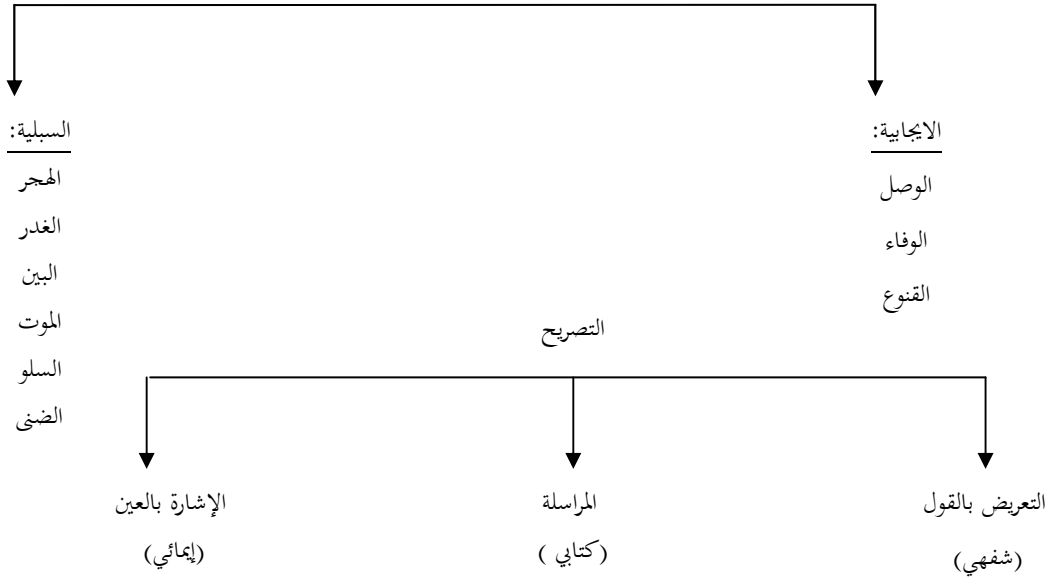 الايجابية:
الوصل
الوفاء
القنوع
السبلية:
الهجر
الغدر
البين
الموت
السلو
الضنى
التصريح
التعريض بالقول
(شفهي)
المراسلة
(كتابي )
الإشارة بالعين
(إيمائي)